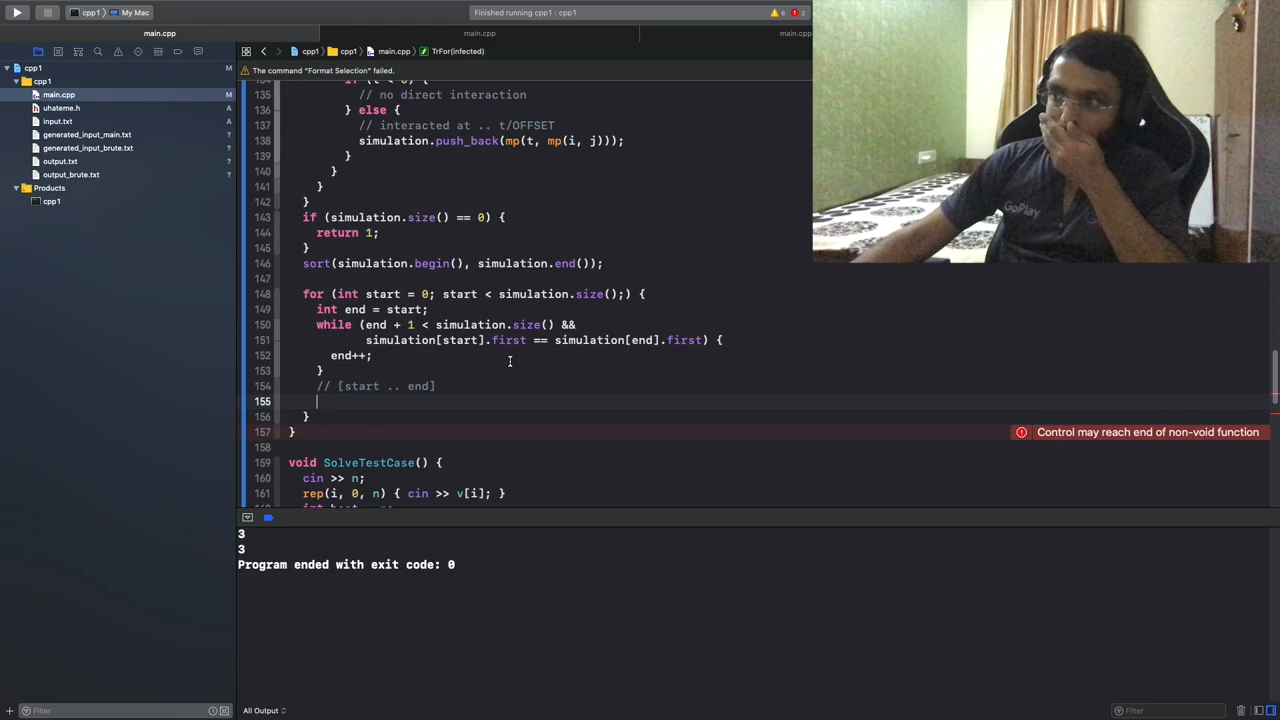 cpp1 ⟩ My Mac
Finished running cpp1 : cpp1
6
2
main.cpp
main.cpp
main.cpp
cpp1 ⟩ cpp1 ⟩ main.cpp ⟩ TrFor(infected)
cpp1 M
cpp1
main.cpp M
uhateme.h A
input.txt A
generated_input_main.txt ?
generated_input_brute.txt ?
output.txt ?
output_brute.txt ?
Products
cpp1
The command "Format Selection" failed.
135 // no direct interaction
136 } else {
137 // interacted at .. t/OFFSET
138 simulation.push_back(mp(t, mp(i, j)));
139 }
140 }
141 }
142 }
143 if (simulation.size() == 0) {
144 return 1;
145 }
146 sort(simulation.begin(), simulation.end());
147
148 for (int start = 0; start < simulation.size();) {
149 int end = start;
150 while (end + 1 < simulation.size() &&
151 simulation[start].first == simulation[end].first) {
152 end++;
153 }
154 // [start .. end]
155
156 }
157 } Control may reach end of non-void function
158
159 void SolveTestCase() {
160 cin >> n;
161 rep(i, 0, n) { cin >> v[i]; }
3
3
Program ended with exit code: 0
Filter
All Output
Filter
GoPlay